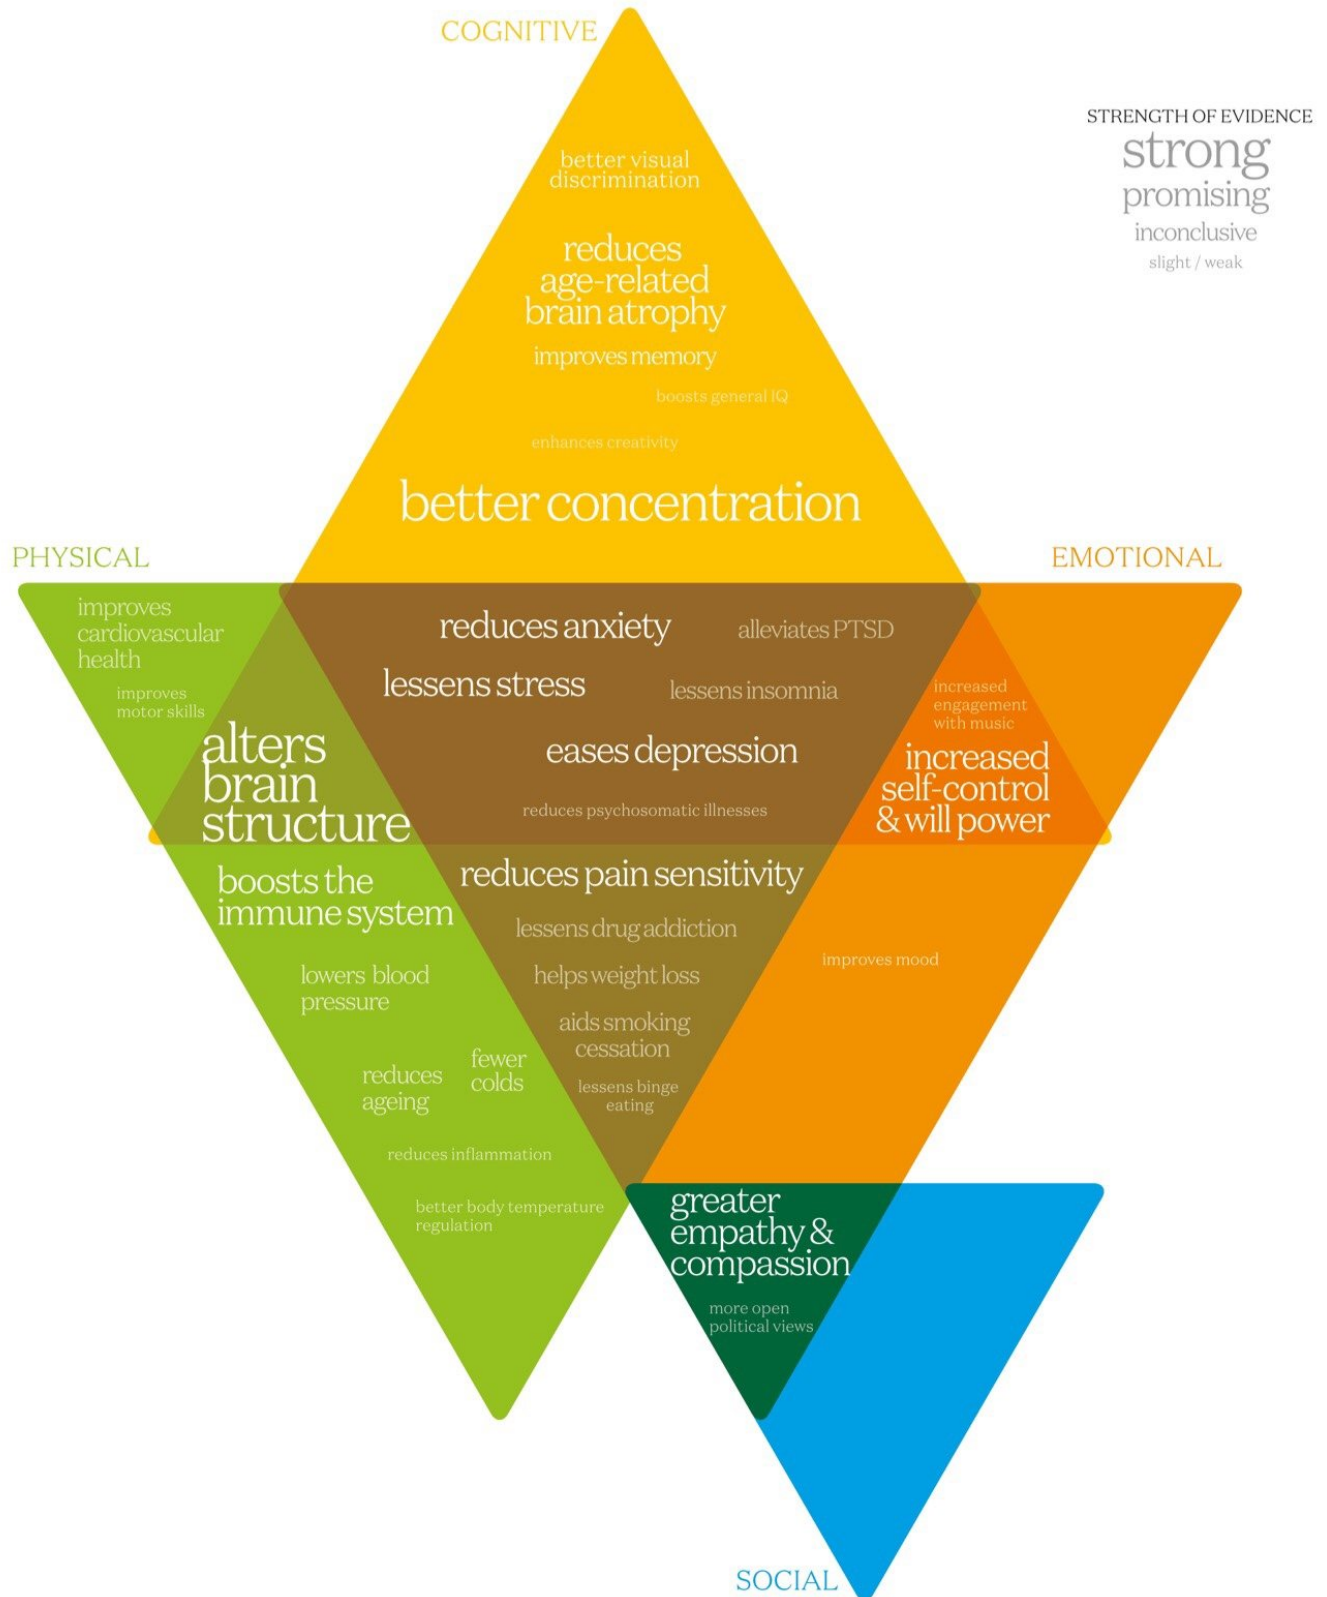 COGNITIVE
STRENGTH OF EVIDENCE
strong
promising
inconclusive
slight / weak
better visual
discrimination
reduces
age-related
brain atrophy
improves memory
boosts general IQ
enhances creativity
better concentration
PHYSICAL
EMOTIONAL
improves
cardiovascular
health
improves
motor skills
alters
brain
structure
reduces anxiety
alleviates PTSD
lessens stress
lessens insomnia
eases depression
reduces psychosomatic illnesses
increased
engagement
with music
increased
self-control
& will power
boosts the
immune system
lowers blood
pressure
reduces
ageing
fewer
colds
reduces inflammation
better body temperature
regulation
reduces pain sensitivity
lessens drug addiction
helps weight loss
aids smoking
cessation
lessens binge
eating
improves mood
greater
empathy &
compassion
more open
political views
SOCIAL